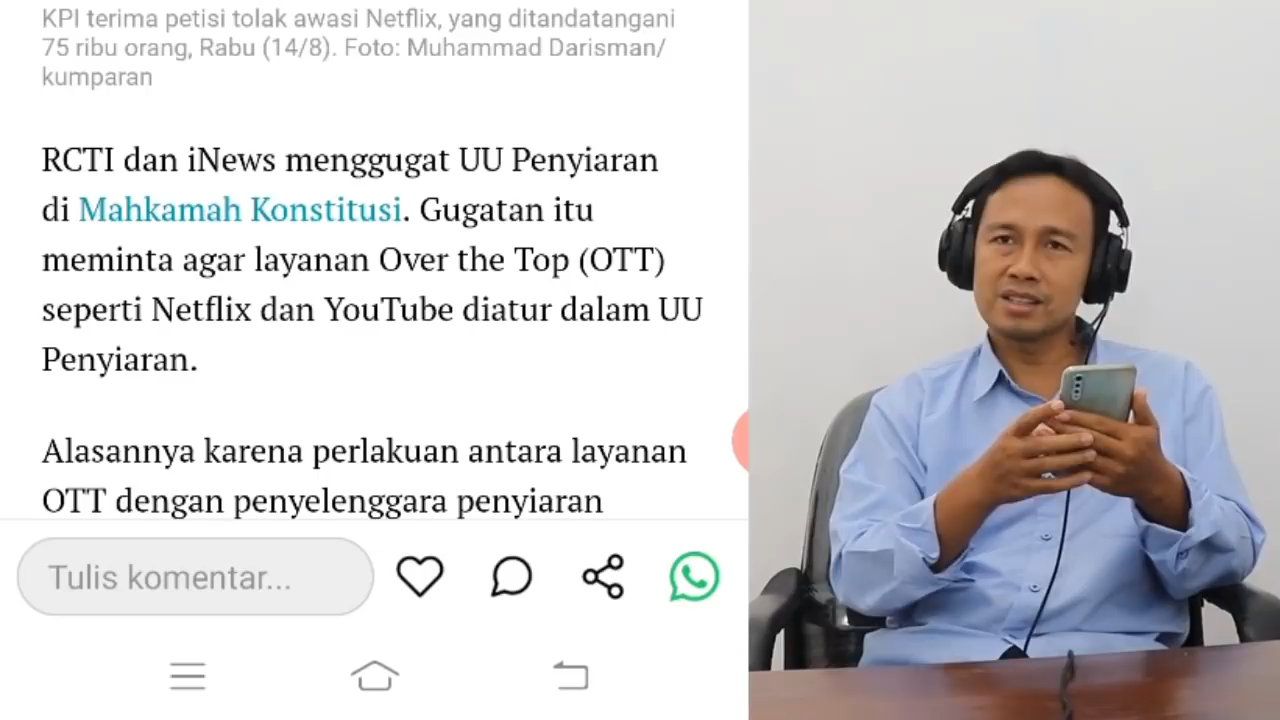 KPI terima petisi tolak awasi Netflix, yang ditandatangani
75 ribu orang, Rabu (14/8). Foto: Muhammad Darisman/
kumparan
RCTI dan iNews menggugat UU Penyiaran
di Mahkamah Konstitusi. Gugatan itu
meminta agar layanan Over the Top (OTT)
seperti Netflix dan YouTube diatur dalam UU
Penyiaran.
Alasannya karena perlakuan antara layanan
OTT dengan penyelenggara penyiaran
Tulis komentar...